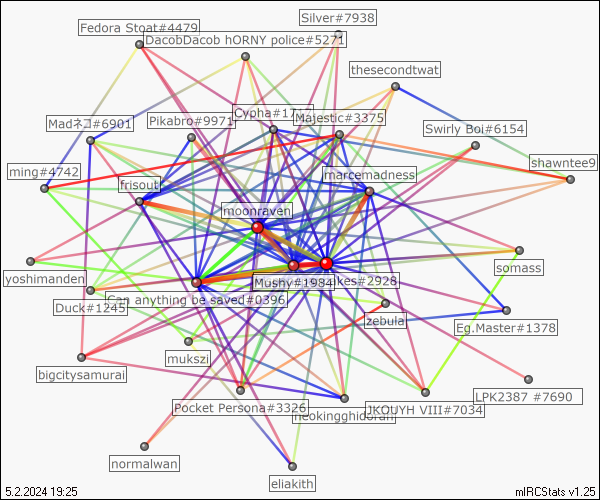 Silver#7938
Fedora Stoat#4479
DacobDacob hORNY police#5271
thesecondtwat
Cypha#171
Majestic#3375
Pikabro#9971
Madネコ#6901
Swirly Boi#6154
shawntee9
ming#4742
marcemadness
frisout
moonraven
somass
yoshimanden
Mushy#1984
ikes#2928
Can anything be saved#0396
Duck#1245
zebula
Eg.Master#1378
mukszi
bigcitysamurai
LPK2387 #7690
Pocket Persona#3326
neokingghidorah
JKOUYH VIII#7034
normalwan
eliakith
5.2.2024 19:25
mIRCStats v1.25